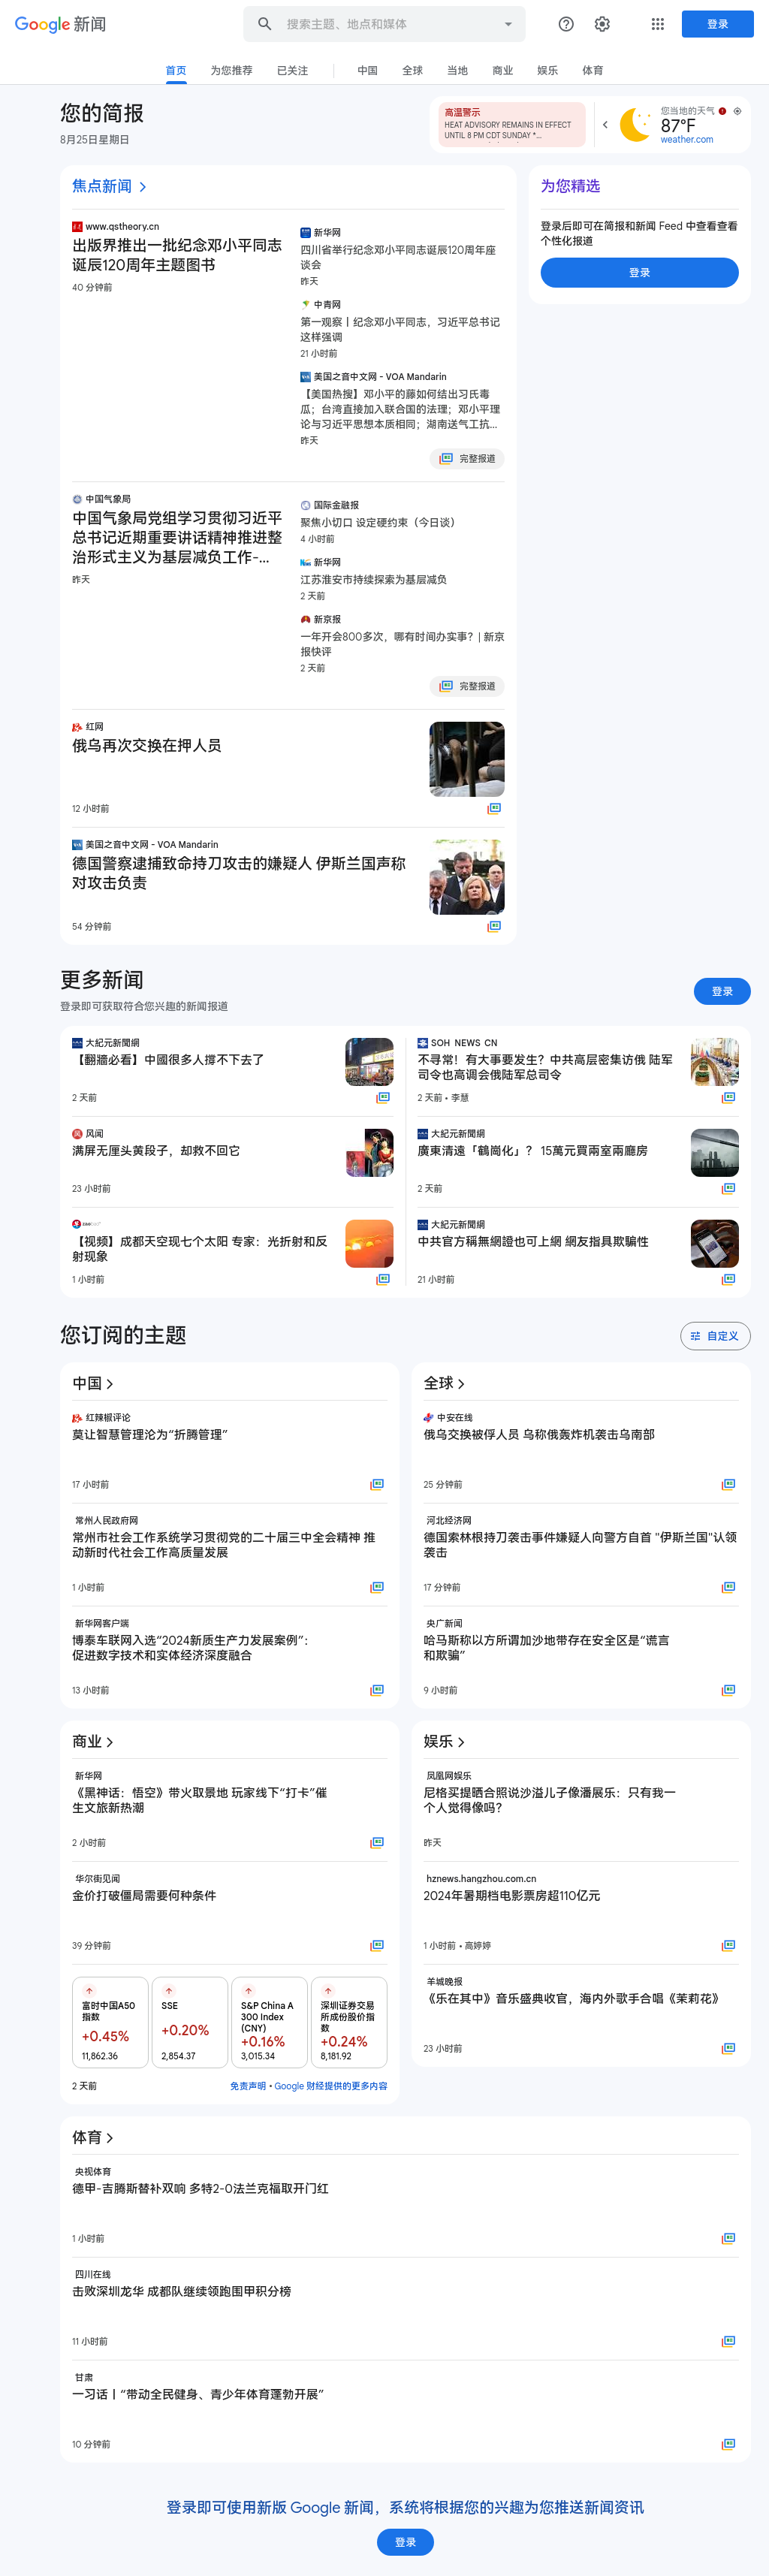 Google 新闻
搜索主题、地点和媒体
登录
首页
为您推荐
已关注
中国
全球
当地
商业
娱乐
体育
您的简报
8月25日星期日
高温警示
HEAT ADVISORY REMAINS IN EFFECT
UNTIL 8 PM CDT SUNDAY *...
您当地的天气
87°F
weather.com
焦点新闻
www.qstheory.cn
出版界推出一批纪念邓小平同志
诞辰120周年主题图书
40 分钟前
新华网
四川省举行纪念邓小平同志诞辰120周年座
谈会
昨天
中青网
第一观察丨纪念邓小平同志，习近平总书记
这样强调
21 小时前
美国之音中文网 - VOA Mandarin
【美国热搜】邓小平的藤如何结出习氏毒
瓜；台湾直接加入联合国的法理；邓小平理
论与习近平思想本质相同；湖南送气工抗...
昨天
完整报道
中国气象局
中国气象局党组学习贯彻习近平
总书记近期重要讲话精神推进整
治形式主义为基层减负工作-...
昨天
国际金融报
聚焦小切口 设定硬约束（今日谈）
4 小时前
新华网
江苏淮安市持续探索为基层减负
2 天前
新京报
一年开会800多次，哪有时间办实事？| 新京
报快评
2 天前
完整报道
红网
俄乌再次交换在押人员
12 小时前
美国之音中文网 - VOA Mandarin
德国警察逮捕致命持刀攻击的嫌疑人 伊斯兰国声称
对攻击负责
54 分钟前
为您精选
登录后即可在简报和新闻 Feed 中查看查看
个性化报道
登录
更多新闻
登录即可获取符合您兴趣的新闻报道
登录
大紀元新聞網
【翻牆必看】中國很多人撐不下去了
2 天前
风闻
满屏无厘头黄段子，却救不回它
23 小时前
【视频】成都天空现七个太阳 专家：光折射和反
射现象
1 小时前
SOH_NEWS_CN
不寻常！有大事要发生？中共高层密集访俄 陆军
司令也高调会俄陆军总司令
2 天前 • 李慧
大紀元新聞網
廣東清遠「鶴崗化」？ 15萬元買兩室兩廳房
2 天前
大紀元新聞網
中共官方稱無網證也可上網 網友指具欺騙性
21 小时前
您订阅的主题
自定义
中国
红辣椒评论
莫让智慧管理沦为“折腾管理”
17 小时前
常州人民政府网
常州市社会工作系统学习贯彻党的二十届三中全会精神 推
动新时代社会工作高质量发展
1 小时前
新华网客户端
博泰车联网入选“2024新质生产力发展案例”：
促进数字技术和实体经济深度融合
13 小时前
全球
中安在线
俄乌交换被俘人员 乌称俄轰炸机袭击乌南部
25 分钟前
河北经济网
德国索林根持刀袭击事件嫌疑人向警方自首 "伊斯兰国"认领
袭击
17 分钟前
央广新闻
哈马斯称以方所谓加沙地带存在安全区是“谎言
和欺骗”
9 小时前
商业
新华网
《黑神话：悟空》带火取景地 玩家线下“打卡”催
生文旅新热潮
2 小时前
华尔街见闻
金价打破僵局需要何种条件
39 分钟前
富时中国A50
指数
+0.45%
11,862.36
SSE
+0.20%
2,854.37
S&P China A
300 Index
(CNY)
+0.16%
3,015.34
深圳证券交易
所成份股价指
数
+0.24%
8,181.92
2 天前
免责声明 • Google 财经提供的更多内容
娱乐
凤凰网娱乐
尼格买提晒合照说沙溢儿子像潘展乐：只有我一
个人觉得像吗？
昨天
hznews.hangzhou.com.cn
2024年暑期档电影票房超110亿元
1 小时前 • 高婷婷
羊城晚报
《乐在其中》音乐盛典收官，海内外歌手合唱《茉莉花》
23 小时前
体育
央视体育
德甲-吉腾斯替补双响 多特2-0法兰克福取开门红
1 小时前
四川在线
击败深圳龙华 成都队继续领跑围甲积分榜
11 小时前
甘肃
一习话丨“带动全民健身、青少年体育蓬勃开展”
10 分钟前
登录即可使用新版 Google 新闻，系统将根据您的兴趣为您推送新闻资讯
登录